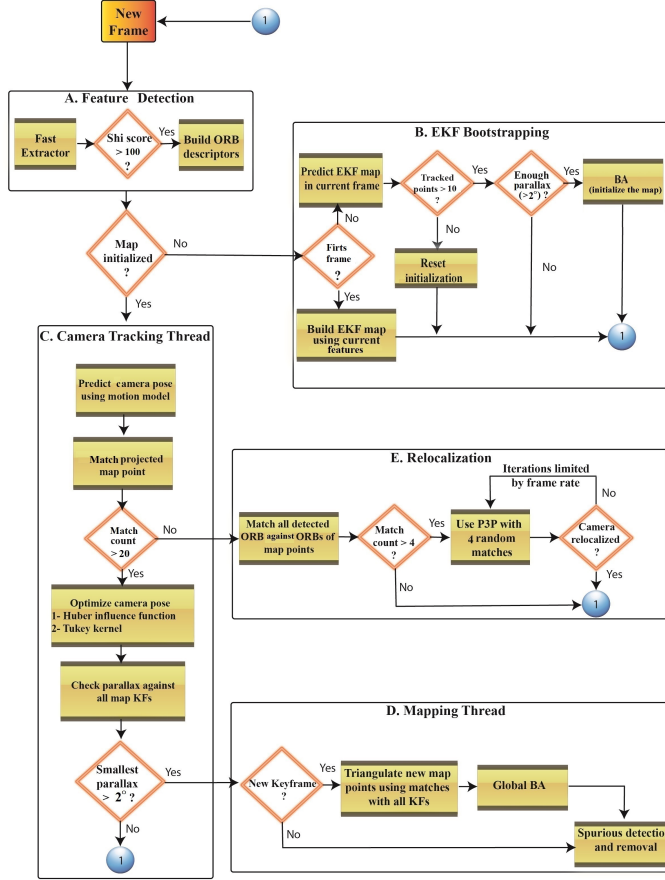 New
Frame
1
A. Feature Detection
Fast
Extractor
Shi score
> 100
?
Yes
Build ORB
descriptors
Map
initialized
?
No
Yes
B. EKF Bootstrapping
Predict EKF map
in current frame
Tracked
points > 10
?
Yes
Enough
parallax
(>2°) ?
Yes
BA
(initialize the map)
No
Firts
frame
?
No
Reset
initialization
No
Yes
Build EKF map
using current
features
1
C. Camera Tracking Thread
Predict camera pose
using motion model
Match projected
map point
Match
count
> 20
No
Yes
Optimize camera pose
1- Huber influence function
2- Tukey kernel
Check parallax against
all map KFs
Smallest
parallax
> 2° ?
Yes
No
1
E. Relocalization
Iterations limited
by frame rate
No
Match all detected
ORB against ORBs of
map points
Match
count > 4
?
Yes
Use P3P with
4 random
matches
Camera
relocalized
?
No
Yes
1
D. Mapping Thread
New Keyframe
?
Yes
Triangulate new map
points using matches
with all KFs
Global BA
No
Spurious detection
and removal